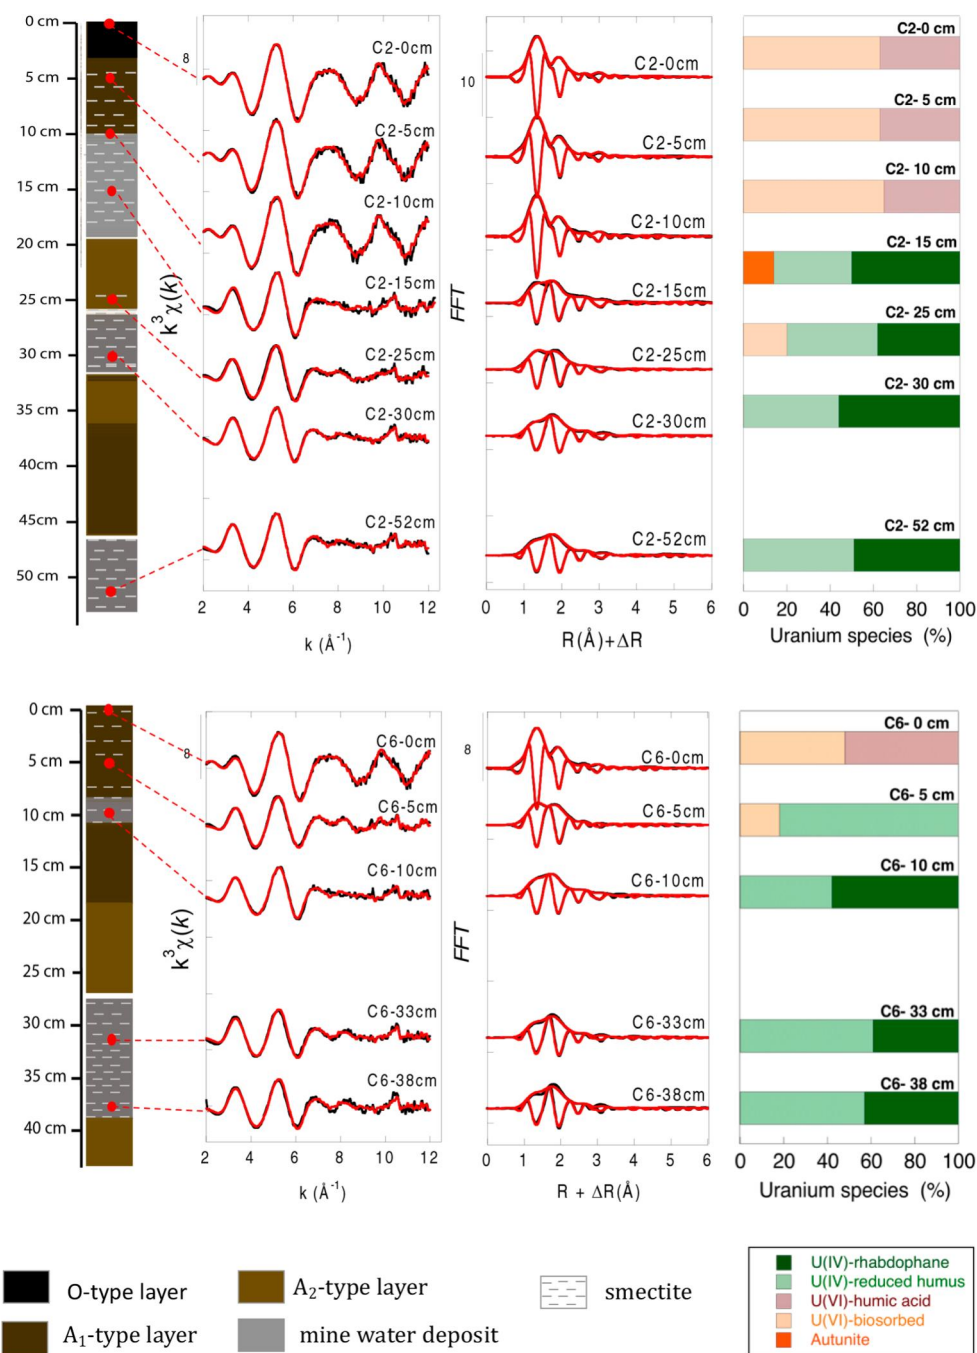 0 cm
5 cm
10 cm
15 cm
20 cm
25 cm
30 cm
35 cm
40cm
45cm
50 cm
8
k³χ(k)
C2-0cm
C2-5cm
C2-10cm
C2-15cm
C2-25cm
C2-30cm
C2-52cm
2 4 6 8 10 12
k (Å⁻¹)
10
FFT
C2-0cm
C2-5cm
C2-10cm
C2-15cm
C2-25cm
C2-30cm
C2-52cm
0 1 2 3 4 5 6
R(Å)+ΔR
C2-0 cm
C2- 5 cm
C2- 10 cm
C2- 15 cm
C2- 25 cm
C2- 30 cm
C2- 52 cm
0 20 40 60 80 100
Uranium species (%)
0 cm
5 cm
10 cm
15 cm
20 cm
25 cm
30 cm
35 cm
40 cm
8
k³χ(k)
C6-0cm
C6-5cm
C6-10cm
C6-33cm
C6-38cm
2 4 6 8 10 12
k (Å⁻¹)
8
FFT
C6-0cm
C6-5cm
C6-10cm
C6-33cm
C6-38cm
0 1 2 3 4 5 6
R + ΔR(Å)
C6- 0 cm
C6- 5 cm
C6- 10 cm
C6- 33 cm
C6- 38 cm
0 20 40 60 80 100
Uranium species (%)
O-type layer
A₂-type layer
smectite
A₁-type layer
mine water deposit
U(IV)-rhabdophane
U(IV)-reduced humus
U(VI)-humic acid
U(VI)-biosorbed
Autunite